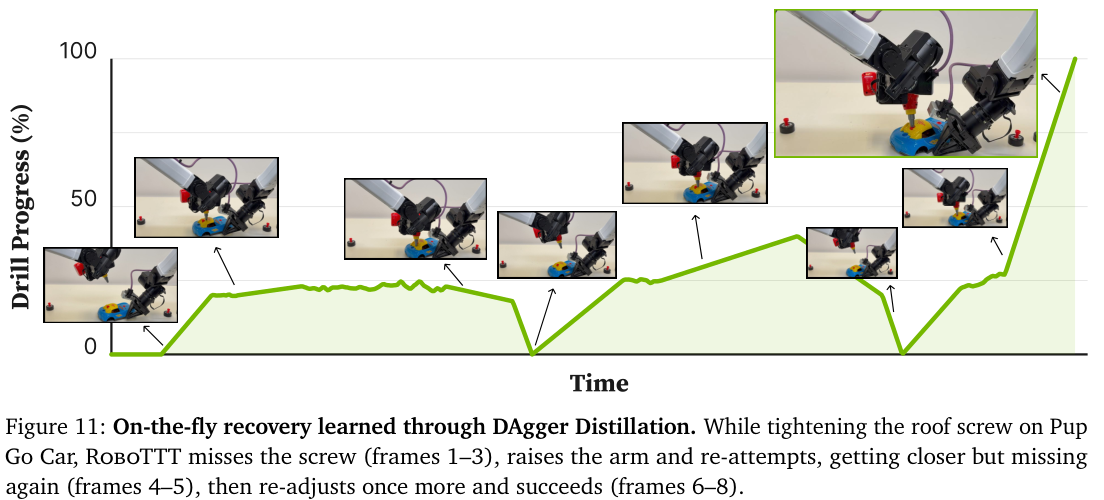 100
50
0
Drill Progress (%)
Time
Figure 11: On-the-fly recovery learned through DAgger Distillation. While tightening the roof screw on Pup
Go Car, ROBOTTT misses the screw (frames 1–3), raises the arm and re-attempts, getting closer but missing
again (frames 4–5), then re-adjusts once more and succeeds (frames 6–8).